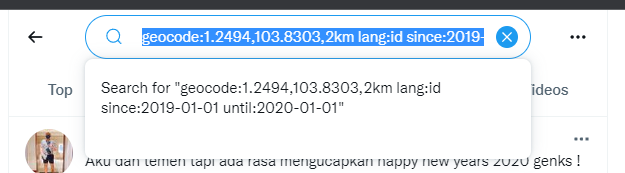 geocode:1.2494,103.8303,2km lang:id since:2019-
Search for "geocode:1.2494,103.8303,2km lang:id
since:2019-01-01 until:2020-01-01"
Top
Aku dan temen tapi ada rasa mengucapkan happy new years 2020 genks !